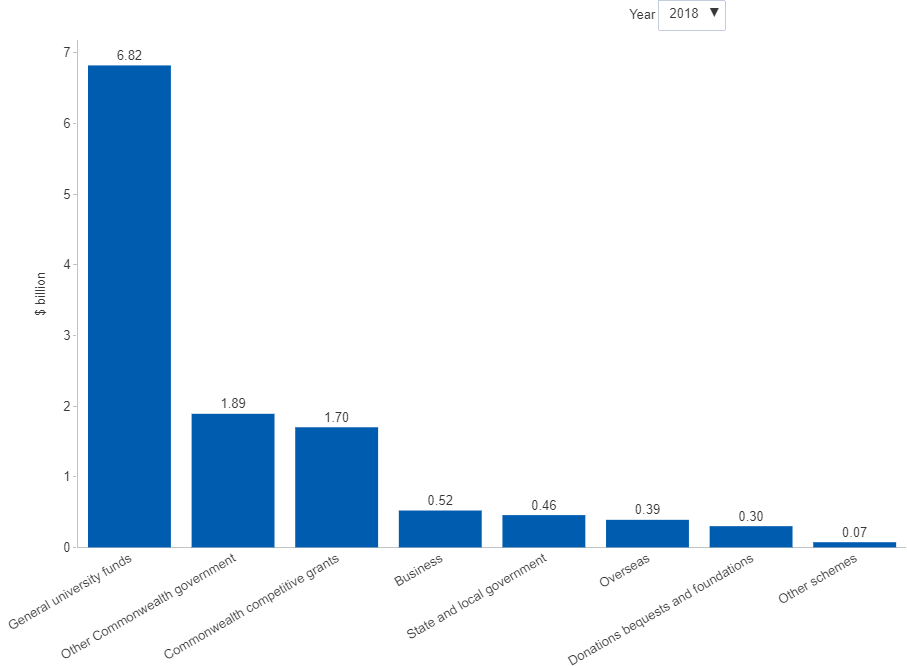 Year 2018 ▼
7
6
5
4
3
2
1
0
$ billion
6.82
1.89
1.70
0.52
0.46
0.39
0.30
0.07
General university funds
Other Commonwealth government
Commonwealth competitive grants
Business
State and local government
Overseas
Donations bequests and foundations
Other schemes